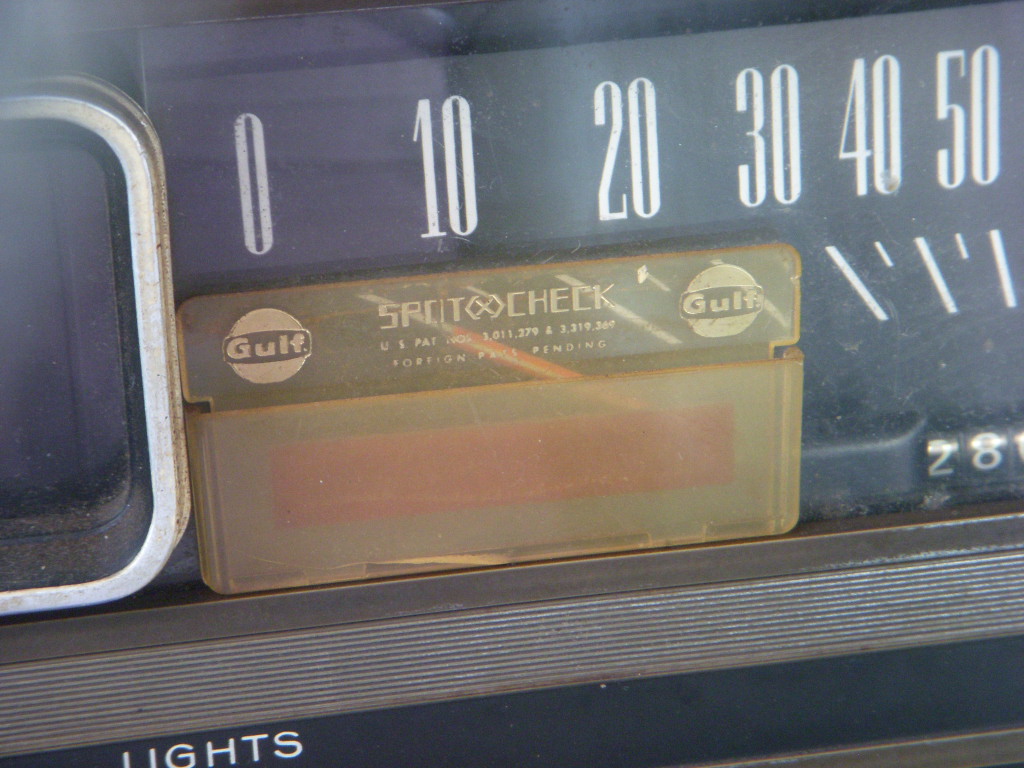 0 10 20 30 40 50
Gulf SPOT CHECK Gulf
U.S. PAT NOS 3,011,279 & 3,319,369
FOREIGN PENDING
28
LIGHTS